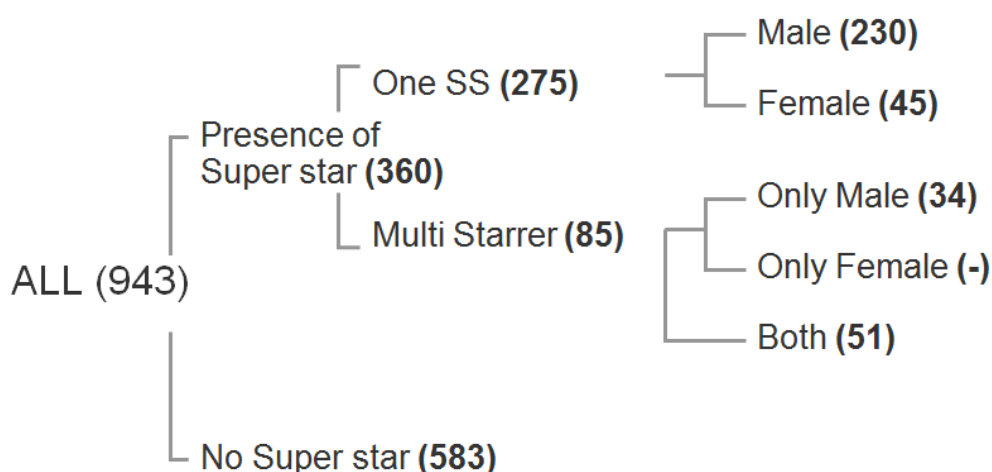 Male (230)
One SS (275)
Female (45)
Presence of
Super star (360)
Only Male (34)
Multi Starrer (85)
Only Female (-)
ALL (943)
Both (51)
No Super star (583)